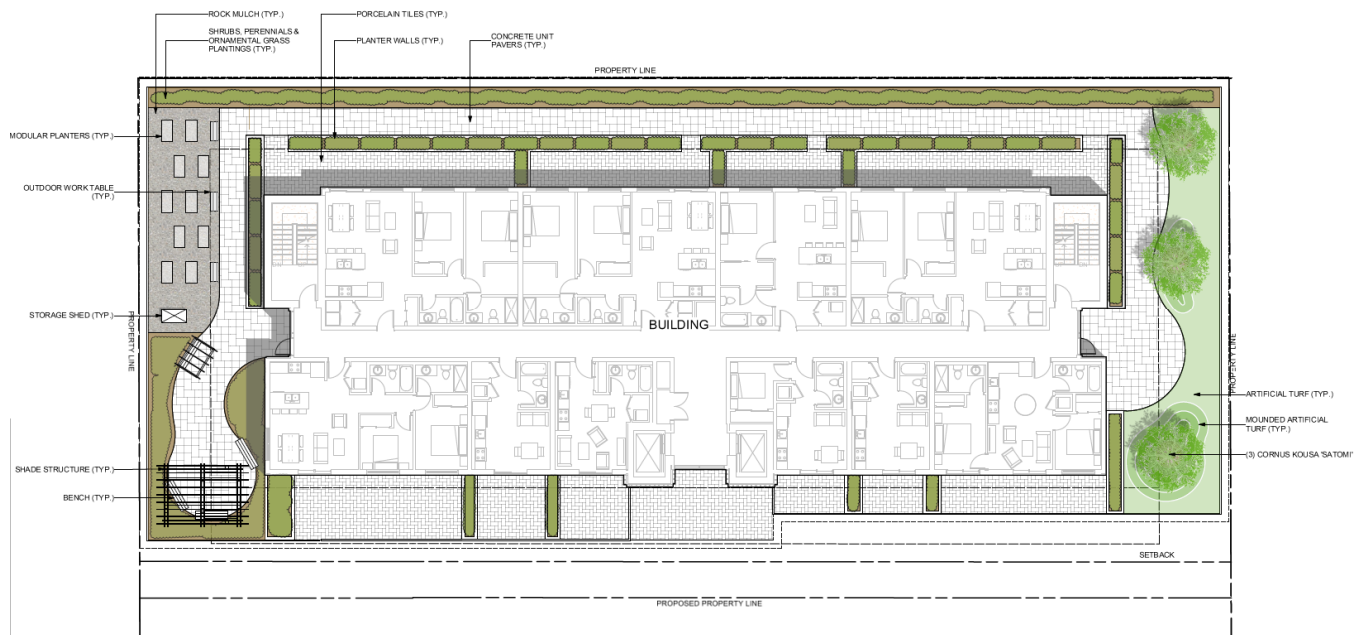 ROCK MULCH (TYP.)
PORCELAIN TILES (TYP.)
SHRUBS, PERENNIALS &
ORNAMENTAL GRASS
PLANTINGS (TYP.)
PLANTER WALLS (TYP.)
CONCRETE UNIT
PAVERS (TYP.)
PROPERTY LINE
MODULAR PLANTERS (TYP.)
OUTDOOR WORK TABLE
(TYP.)
STORAGE SHED (TYP.)
PROPERTY LINE
BUILDING
PROPERTY LINE
ARTIFICIAL TURF (TYP.)
MOUNDED ARTIFICIAL
TURF (TYP.)
(3) CORNUS KOUSA 'SATOMI'
SHADE STRUCTURE (TYP.)
BENCH (TYP.)
SETBACK
PROPOSED PROPERTY LINE